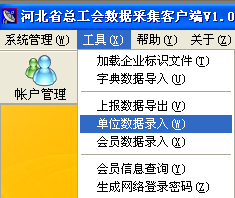 河北省总工会数据采集客户端V1.0
系统管理(W) 工具(X) 帮助(Y) 关于(Z)
加载企业标识文件(T)
字典数据导入(U)
帐户管理
上报数据导出(V)
单位数据录入(W)
会员数据录入(X)
会员信息查询(Y)
生成网络登录密码(Z)